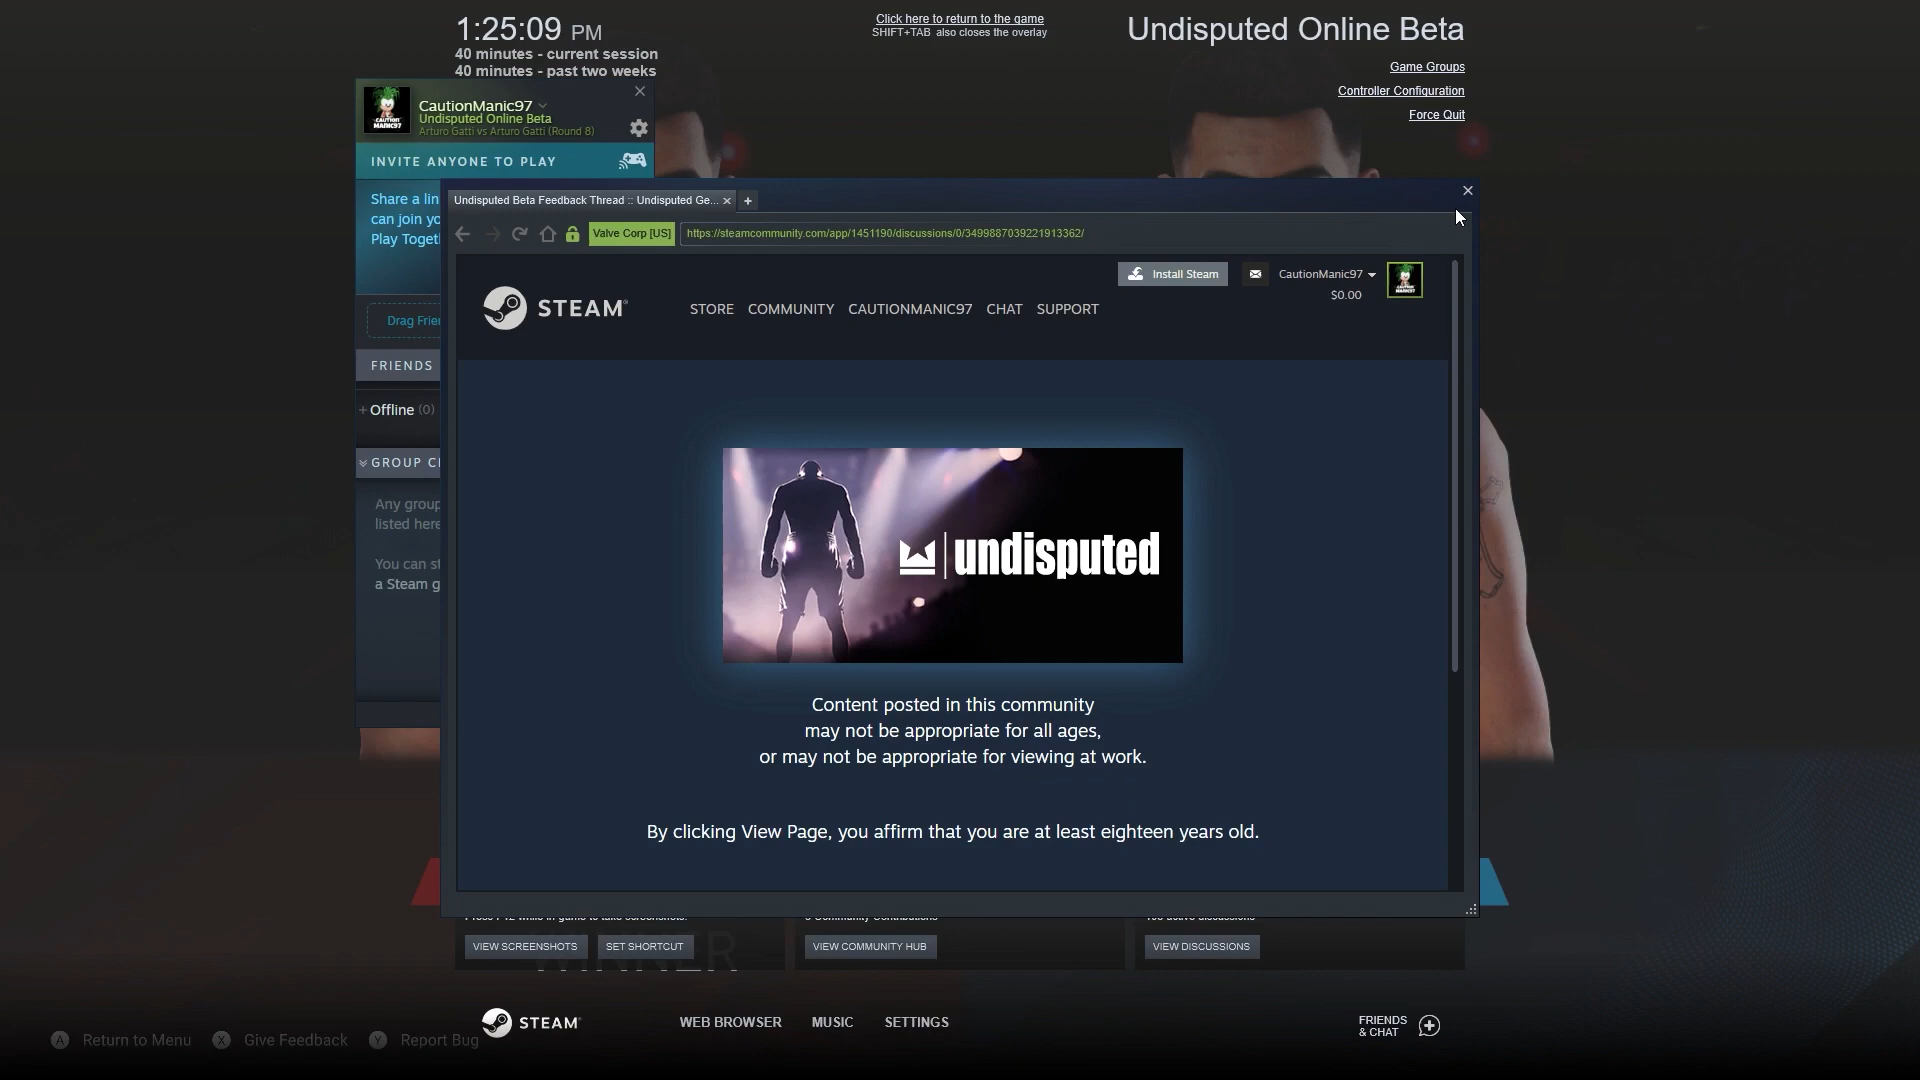 1:25:09 PM
40 minutes - current session
40 minutes - past two weeks
Click here to return to the game
SHIFT+TAB also closes the overlay
Undisputed Online Beta
Game Groups
Controller Configuration
Force Quit
CautionManic97
Undisputed Online Beta
Arturo Gatti vs Arturo Gatti (Round 8)
CAUTION
MANIC97
INVITE ANYONE TO PLAY
Share a lin
can join yo
Play Togeth
Drag Frien
FRIENDS
Offline (0)
GROUP C
Any group
listed here
You can st
a Steam g
Undisputed Beta Feedback Thread :: Undisputed Ge...
Valve Corp [US]
https://steamcommunity.com/app/1451190/discussions/0/3499887039221913362/
Install Steam
CautionManic97
$0.00
STEAM®
STORE COMMUNITY CAUTIONMANIC97 CHAT SUPPORT
undisputed
Content posted in this community
may not be appropriate for all ages,
or may not be appropriate for viewing at work.
By clicking View Page, you affirm that you are at least eighteen years old.
VIEW SCREENSHOTS
SET SHORTCUT
VIEW COMMUNITY HUB
VIEW DISCUSSIONS
WINNER
STEAM
WEB BROWSER
MUSIC
SETTINGS
FRIENDS
& CHAT
A Return to Menu
X Give Feedback
Y Report Bug